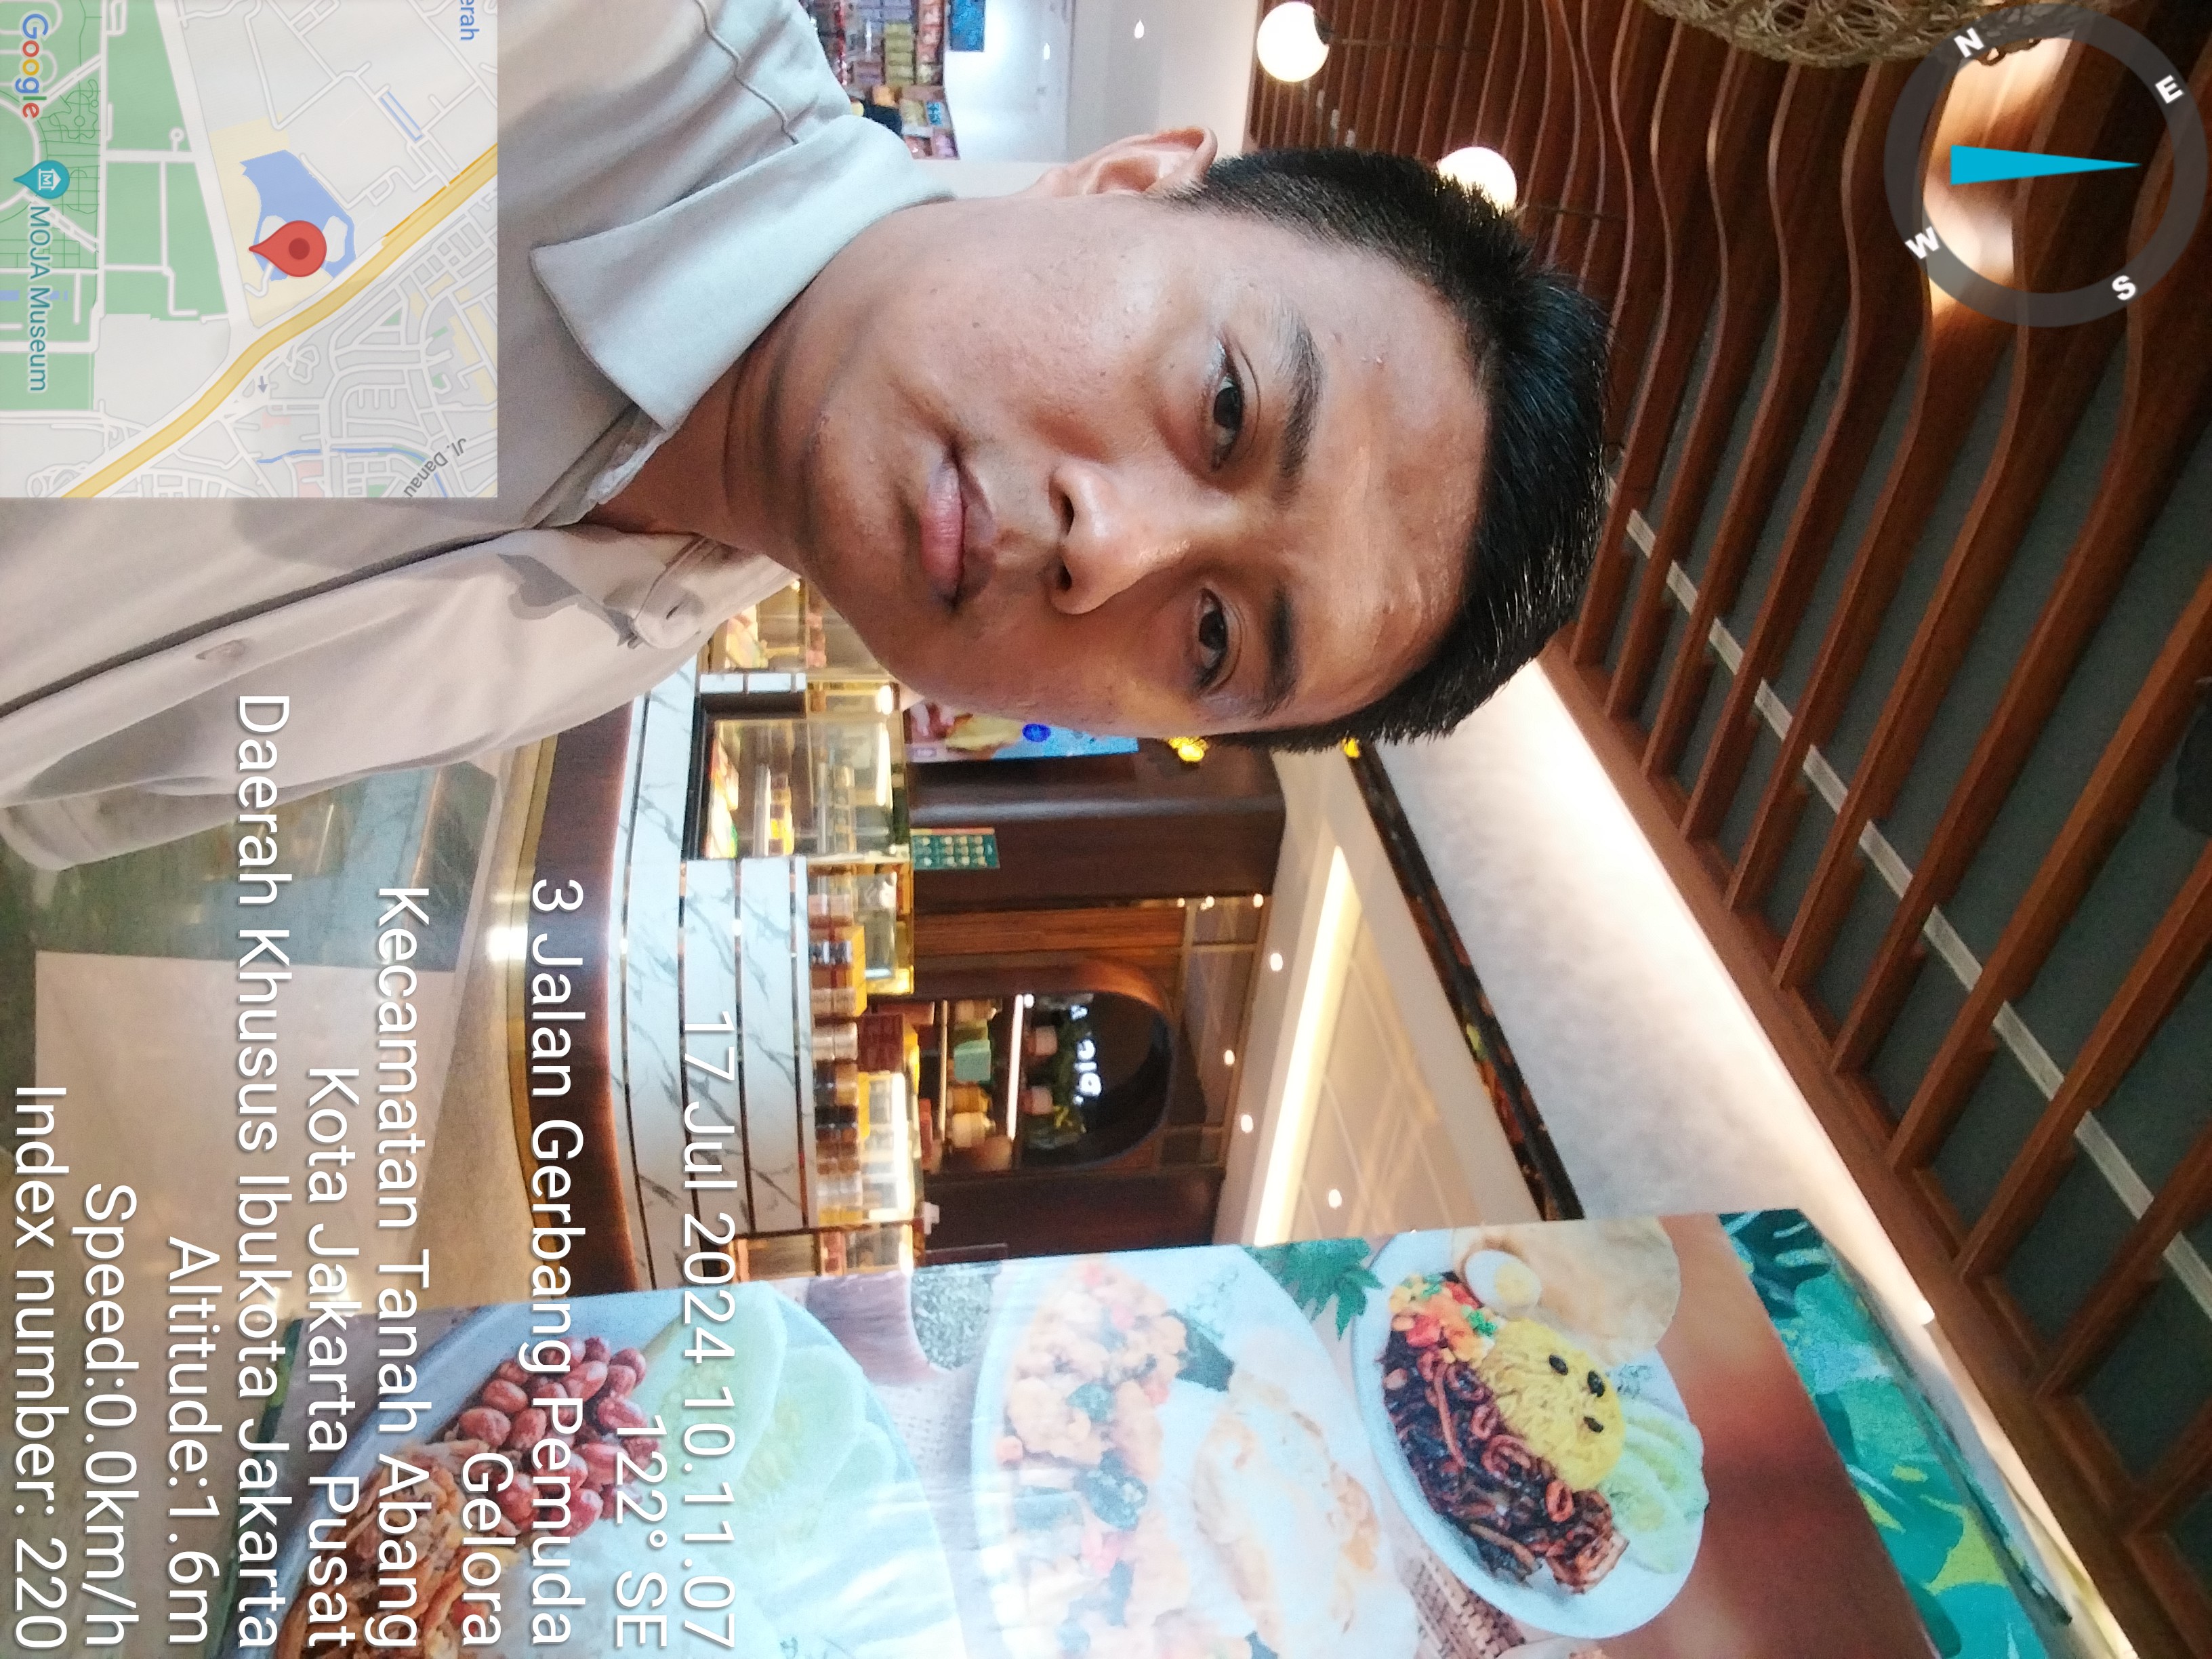 E
S
N
W
17 Jul 2024 10.11.07
122° SE
3 Jalan Gerbang Pemuda
Gelora
Kecamatan Tanah Abang
Kota Jakarta Pusat
Daerah Khusus Ibukota Jakarta
Altitude:1.6m
Speed:0.0km/h
Index number: 220
erah
Jl. Danau
MOJA Museum
Google